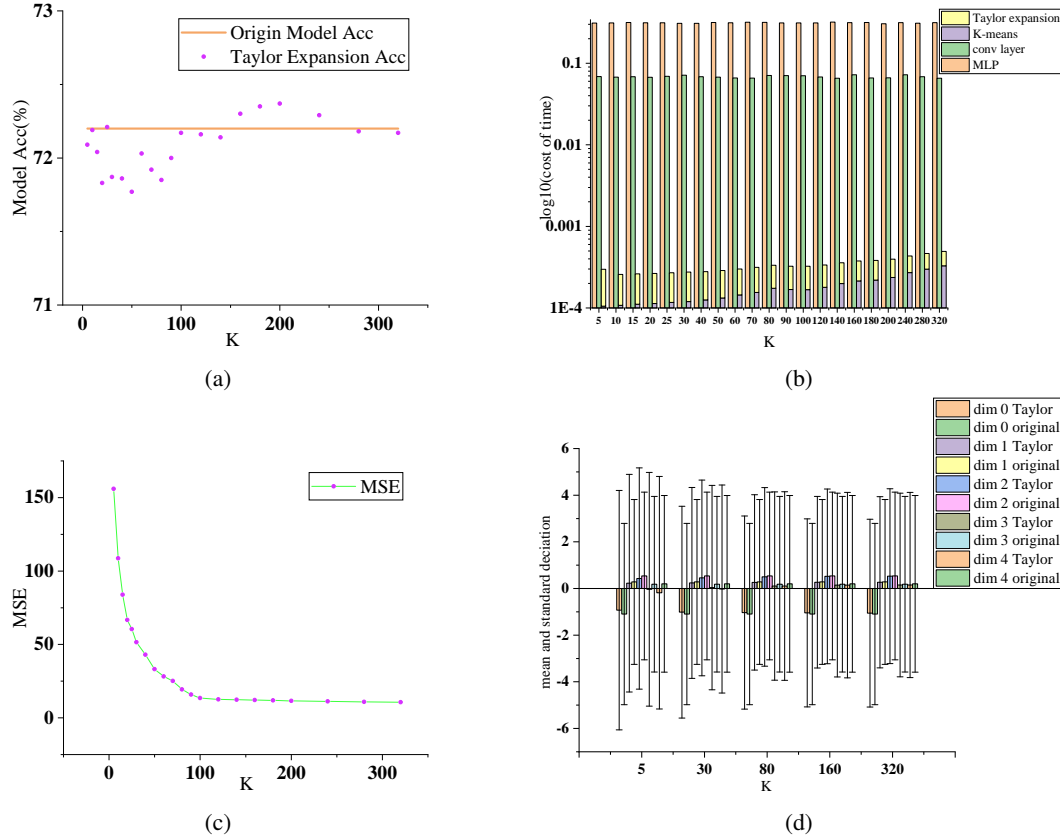 73
Origin Model Acc
Taylor Expansion Acc
Model Acc(%)
72
71
0 100 200 300
K
(a)
Taylor expansion
K-means
conv layer
MLP
log10(cost of time)
0.1
0.01
0.001
1E-4
5 10 15 20 25 30 40 50 60 70 80 90 100 120 140 160 180 200 240 280 320
K
(b)
MSE
MSE
150
100
50
0
0 100 200 300
K
(c)
dim 0 Taylor
dim 0 original
dim 1 Taylor
dim 1 original
dim 2 Taylor
dim 2 original
dim 3 Taylor
dim 3 original
dim 4 Taylor
dim 4 original
mean and standard deciation
6
4
2
0
-2
-4
-6
5 30 80 160 320
K
(d)